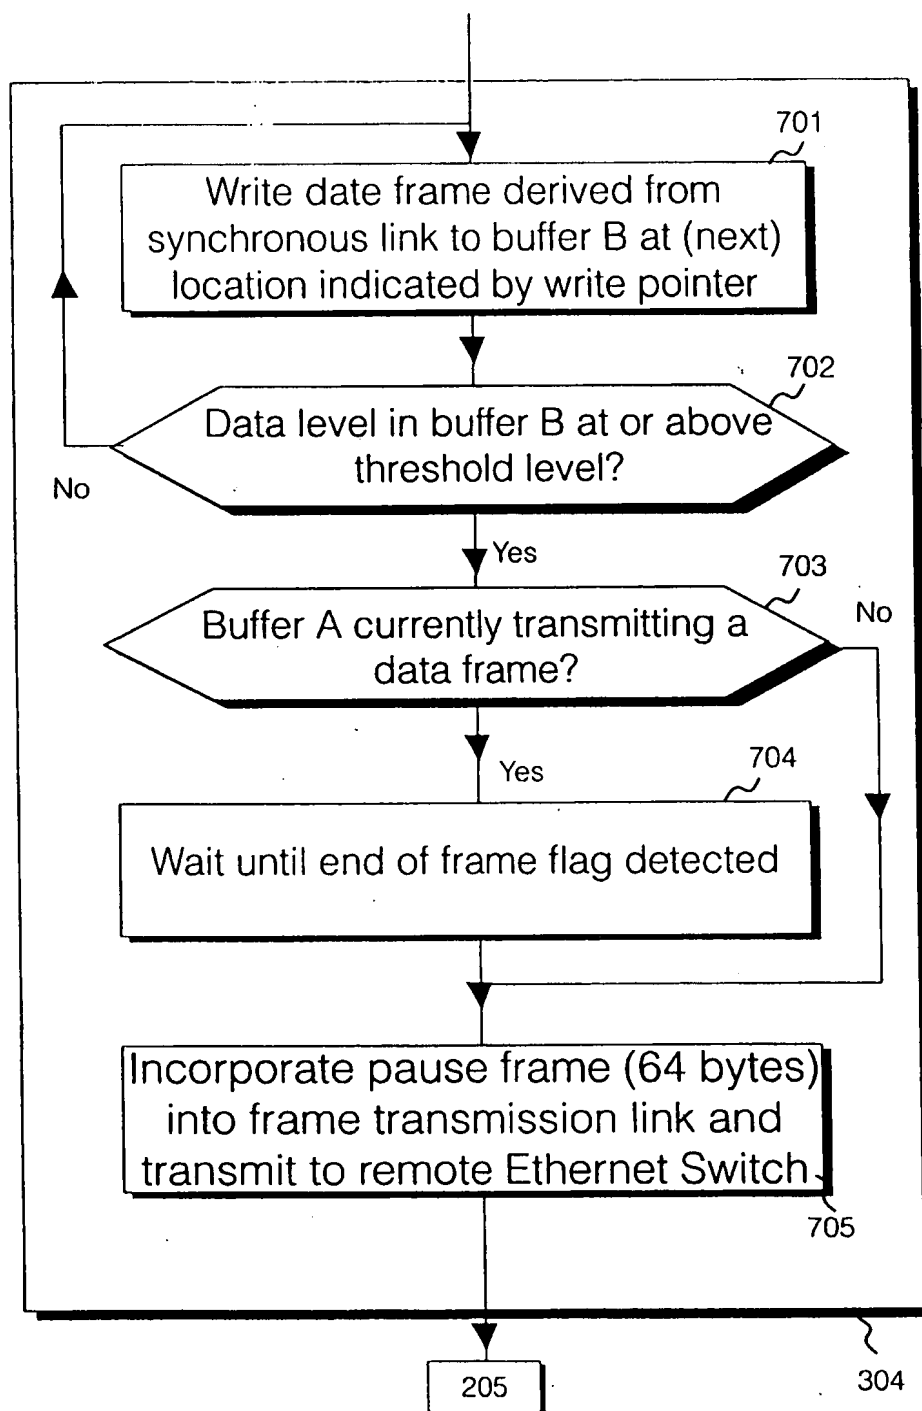 701
Write date frame derived from
synchronous link to buffer B at (next)
location indicated by write pointer
702
Data level in buffer B at or above
threshold level?
No
Yes
703
Buffer A currently transmitting a
data frame?
No
Yes
704
Wait until end of frame flag detected
Incorporate pause frame (64 bytes)
into frame transmission link and
transmit to remote Ethernet Switch
705
304
205